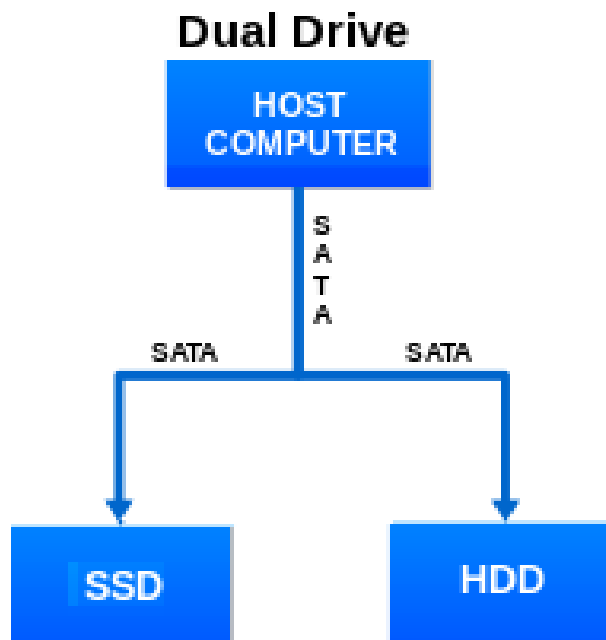 Dual Drive
HOST
COMPUTER
S
A
T
A
SATA
SATA
SSD
HDD